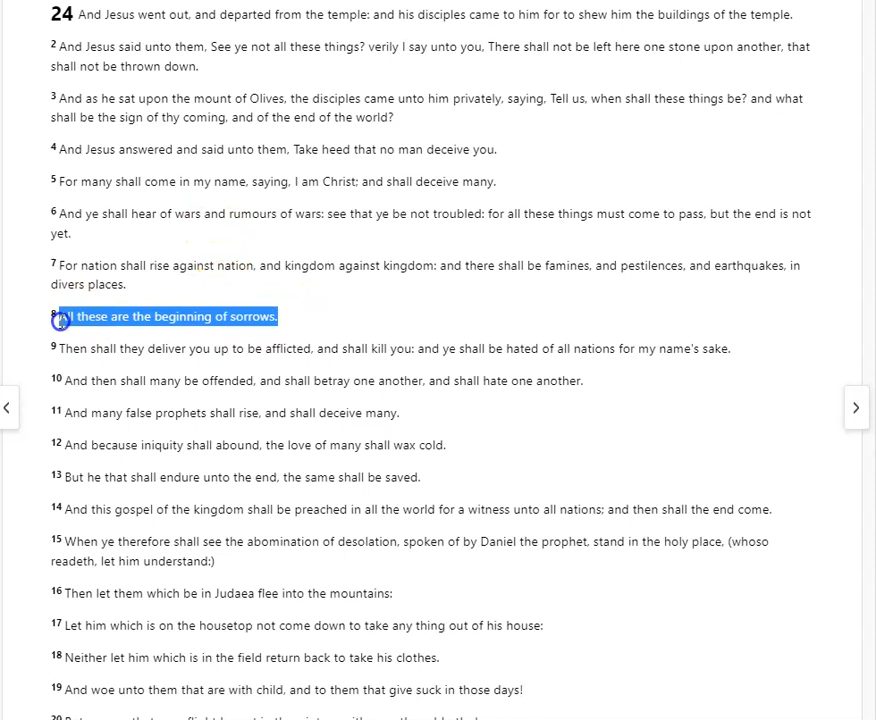 24 And Jesus went out, and departed from the temple: and his disciples came to him for to shew him the buildings of the temple.
2 And Jesus said unto them, See ye not all these things? verily I say unto you, There shall not be left here one stone upon another, that
shall not be thrown down.
3 And as he sat upon the mount of Olives, the disciples came unto him privately, saying, Tell us, when shall these things be? and what
shall be the sign of thy coming, and of the end of the world?
4 And Jesus answered and said unto them, Take heed that no man deceive you.
5 For many shall come in my name, saying, I am Christ; and shall deceive many.
6 And ye shall hear of wars and rumours of wars: see that ye be not troubled: for all these things must come to pass, but the end is not
yet.
7 For nation shall rise against nation, and kingdom against kingdom: and there shall be famines, and pestilences, and earthquakes, in
divers places.
8 All these are the beginning of sorrows.
9 Then shall they deliver you up to be afflicted, and shall kill you: and ye shall be hated of all nations for my name's sake.
10 And then shall many be offended, and shall betray one another, and shall hate one another.
11 And many false prophets shall rise, and shall deceive many.
12 And because iniquity shall abound, the love of many shall wax cold.
13 But he that shall endure unto the end, the same shall be saved.
14 And this gospel of the kingdom shall be preached in all the world for a witness unto all nations; and then shall the end come.
15 When ye therefore shall see the abomination of desolation, spoken of by Daniel the prophet, stand in the holy place, (whoso
readeth, let him understand:)
16 Then let them which be in Judaea flee into the mountains:
17 Let him which is on the housetop not come down to take any thing out of his house:
18 Neither let him which is in the field return back to take his clothes.
19 And woe unto them that are with child, and to them that give suck in those days!
20